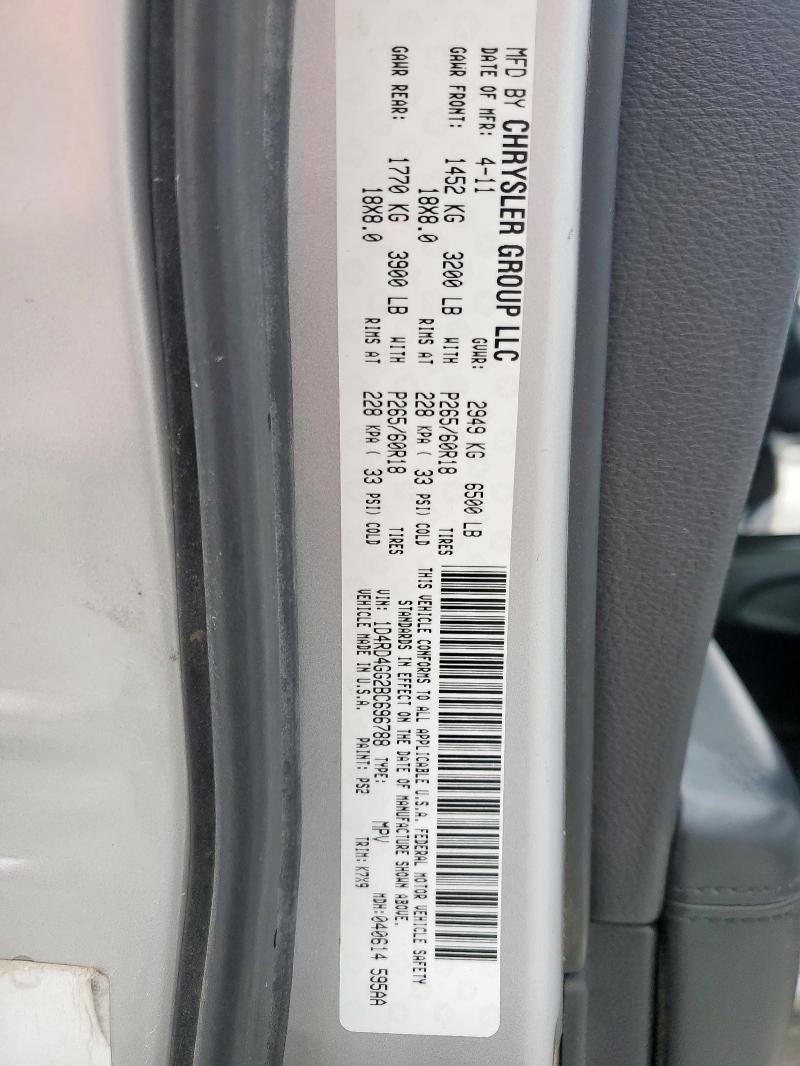 MFD BY CHRYSLER GROUP LLC
DATE OF MFR: 4-11 GVWR: 2949 KG 6500 LB
GAWR FRONT: 1452 KG 3200 LB WITH P265/60R18 TIRES
18X8.0 RIMS AT 228 KPA ( 33 PSI) COLD
GAWR REAR: 1770 KG 3900 LB WITH P265/60R18 TIRES
18X8.0 RIMS AT 228 KPA ( 33 PSI) COLD
THIS VEHICLE CONFORMS TO ALL APPLICABLE U.S.A. FEDERAL MOTOR VEHICLE SAFETY
STANDARDS IN EFFECT ON THE DATE OF MANUFACTURE SHOWN ABOVE.
VIN: 1D4RD4GG2BC696788 TYPE: MPV MDH:040614 595AA
VEHICLE MADE IN U.S.A. PAINT: PS2 TRIM: K7X9